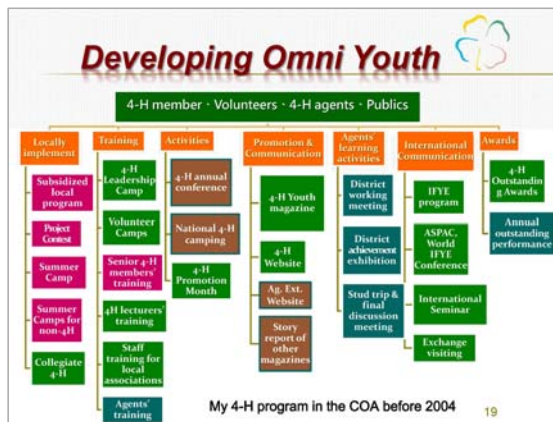 Developing Omni Youth
4-H member · Volunteers · 4-H agents · Publics
Locally
implement
Subsidized
local
program
Project
Contest
Summer
Camp
Summer
Camps for
non-4H
Collegiate
4-H
Training
4-H
Leadership
Camp
Volunteer
Camps
Senior 4-H
members'
training
4H lecturers'
training
Staff
training for
local
associations
Agents'
training
Activities
4-H annual
conference
National 4-H
camping
4-H
Promotion
Month
Promotion &
Communication
4-H Youth
magazine
4-H
Website
Ag. Ext.
Website
Story
report of
other
magazines
Agents'
learning
activities
District
working
meeting
District
achievement
exhibition
Stud trip &
final
discussion
meeting
International
Communication
IFYE
program
ASPAC,
World
IFYE
Conference
International
Seminar
Exchange
visiting
Awards
4-H
Outstandin
g Awards
Annual
outstanding
performance
My 4-H program in the COA before 2004
19